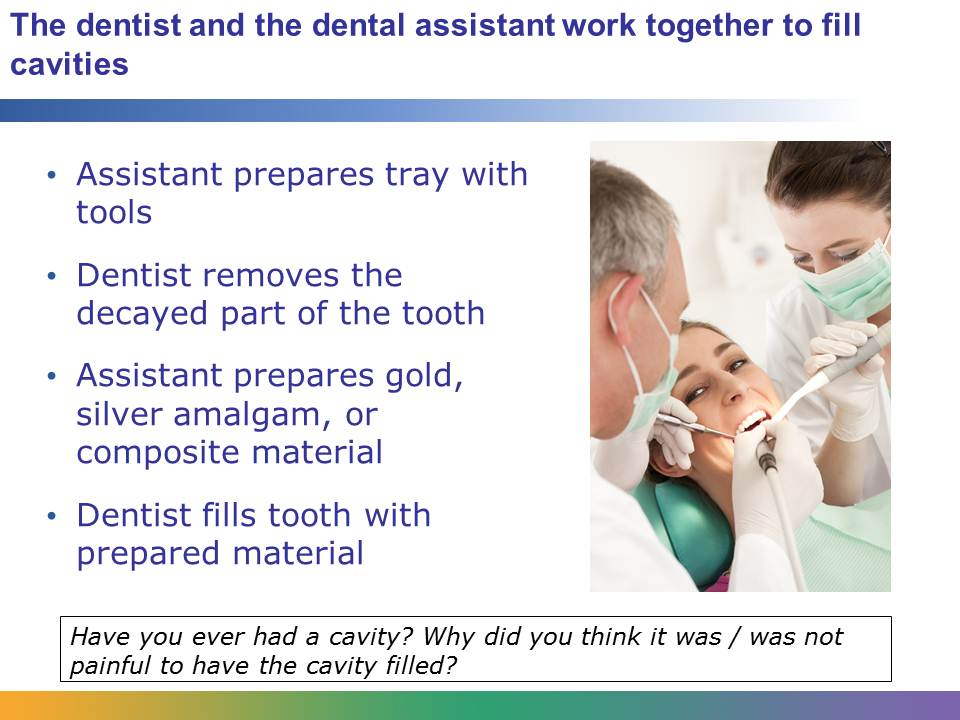 The dentist and the dental assistant work together to fill
cavities
• Assistant prepares tray with
tools
• Dentist removes the
decayed part of the tooth
• Assistant prepares gold,
silver amalgam, or
composite material
• Dentist fills tooth with
prepared material
Have you ever had a cavity? Why did you think it was / was not
painful to have the cavity filled?